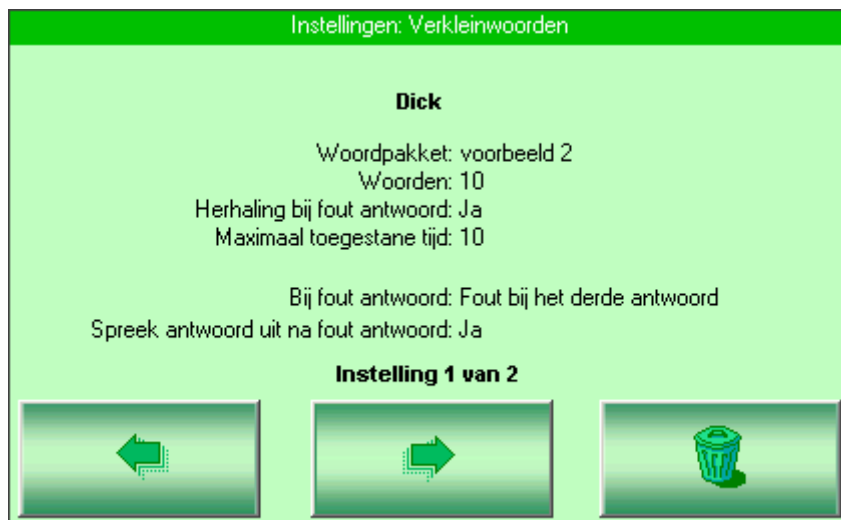 Instellingen: Verkleinwoorden
Dick
Woordpakket: voorbeeld 2
Woorden: 10
Herhaling bij fout antwoord: Ja
Maximaal toegestane tijd: 10
Bij fout antwoord: Fout bij het derde antwoord
Spreek antwoord uit na fout antwoord: Ja
Instelling 1 van 2